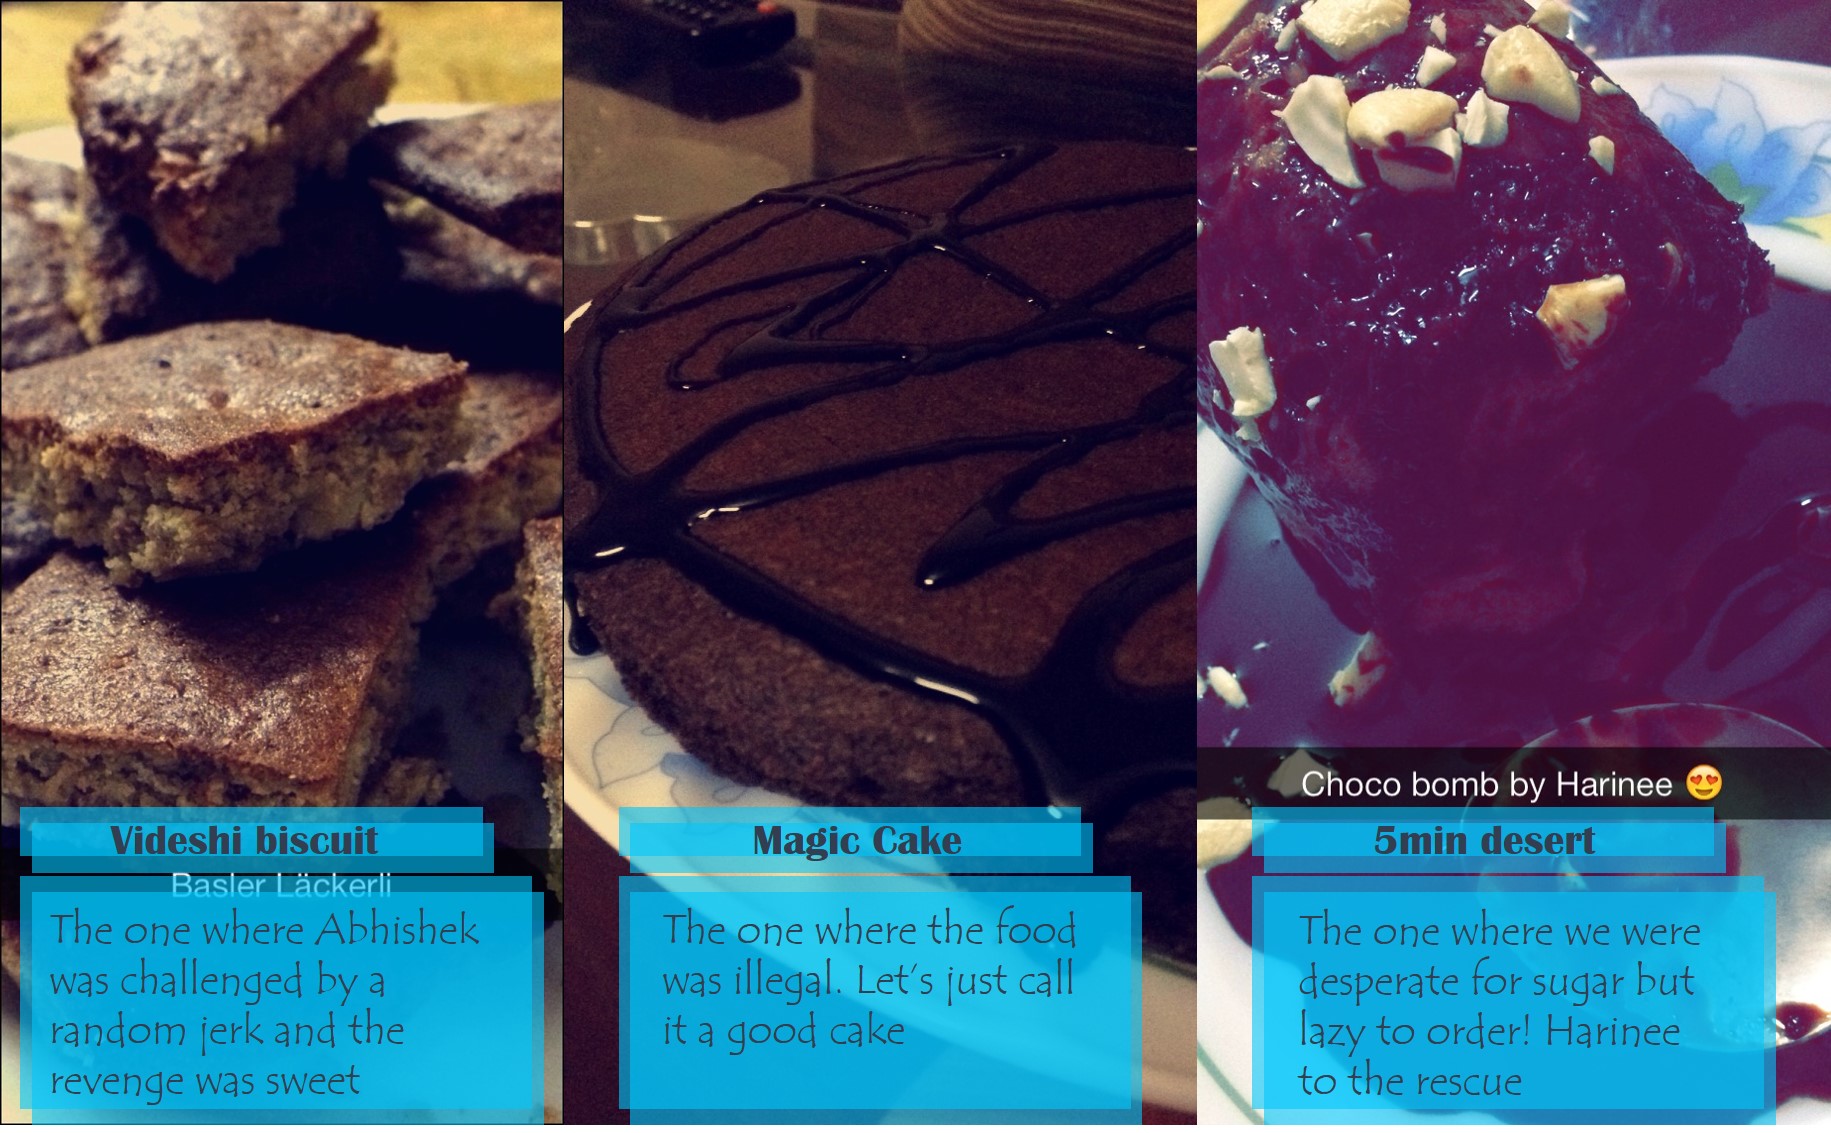 Videshi biscuit
Basler Läckerli
The one where Abhishek
was challenged by a
random jerk and the
revenge was sweet
Magic Cake
The one where the food
was illegal. Let's just call
it a good cake
Choco bomb by Harinee 😍
5min desert
The one where we were
desperate for sugar but
lazy to order! Harinee
to the rescue